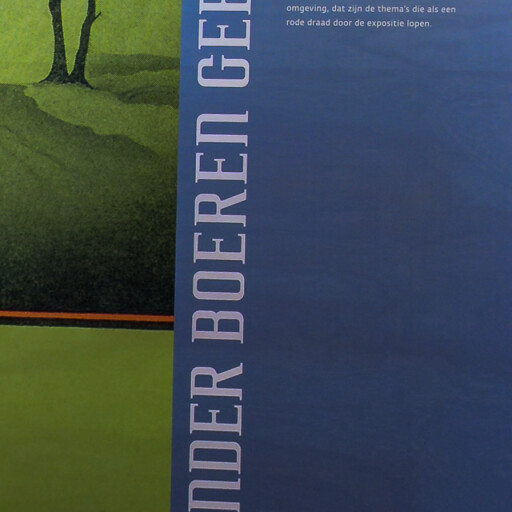 omgeving, dat zijn de thema's die als een
rode draad door de expositie lopen.
NDER BOEREN GEE